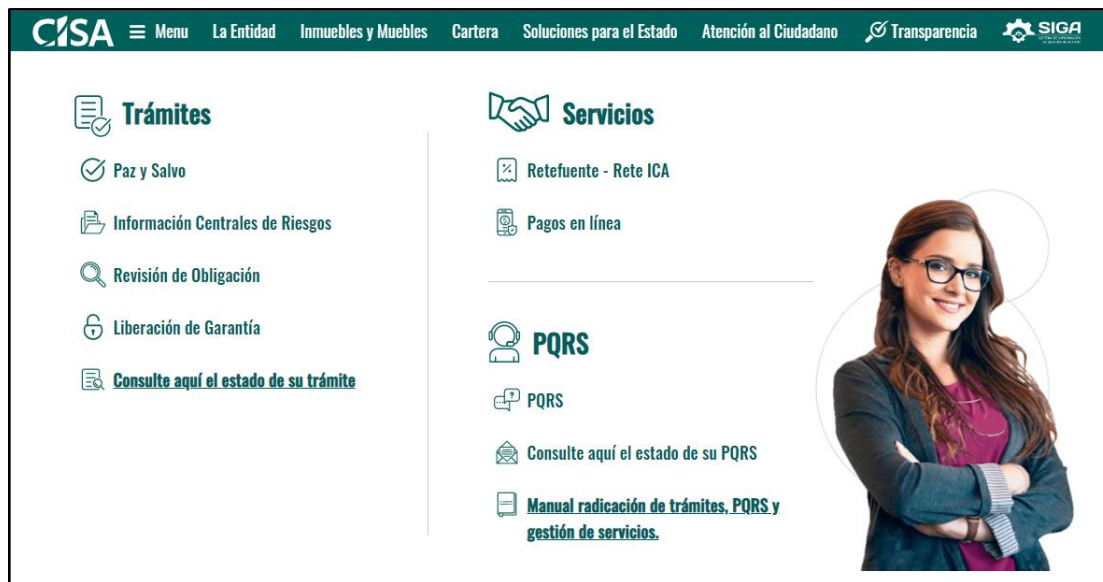 CISA
Menu
La Entidad
Inmuebles y Muebles
Cartera
Soluciones para el Estado
Atención al Ciudadano
Transparencia
SIGA
Trámites
Paz y Salvo
Información Centrales de Riesgos
Revisión de Obligación
Liberación de Garantía
Consulte aquí el estado de su trámite
Servicios
Retefuente - Rete ICA
Pagos en línea
PQRS
PQRS
Consulte aquí el estado de su PQRS
Manual radicación de trámites, PQRS y
gestión de servicios.